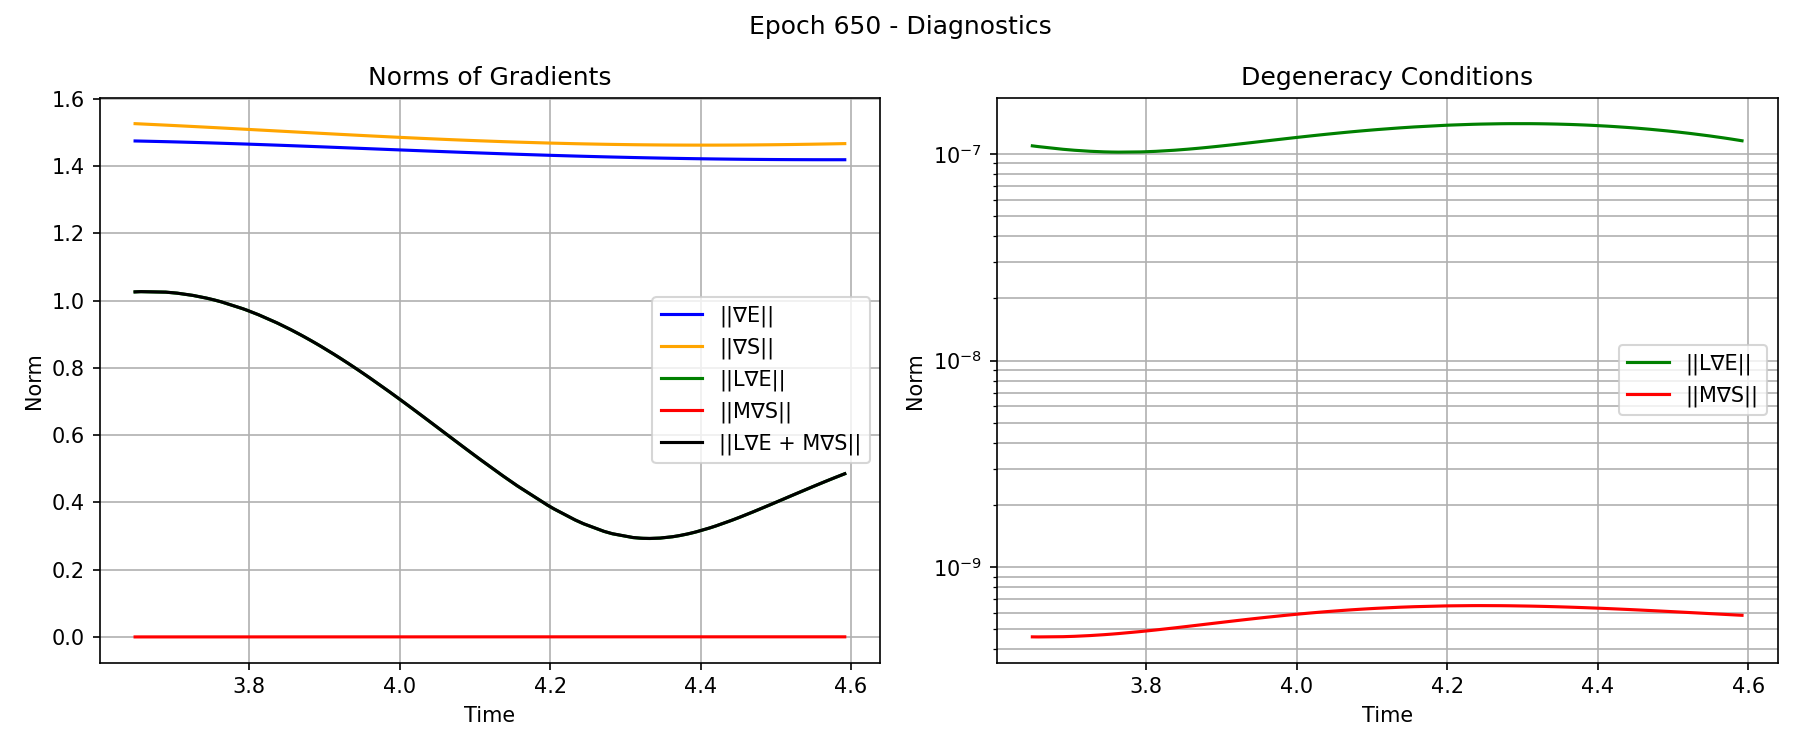 Epoch 650 - Diagnostics
Norms of Gradients
Norm
1.6
1.4
1.2
1.0
0.8
0.6
0.4
0.2
0.0
||∇E||
||∇S||
||L∇E||
||M∇S||
||L∇E + M∇S||
3.8
4.0
4.2
4.4
4.6
Time
Degeneracy Conditions
Norm
10⁻⁷
10⁻⁸
10⁻⁹
||L∇E||
||M∇S||
3.8
4.0
4.2
4.4
4.6
Time